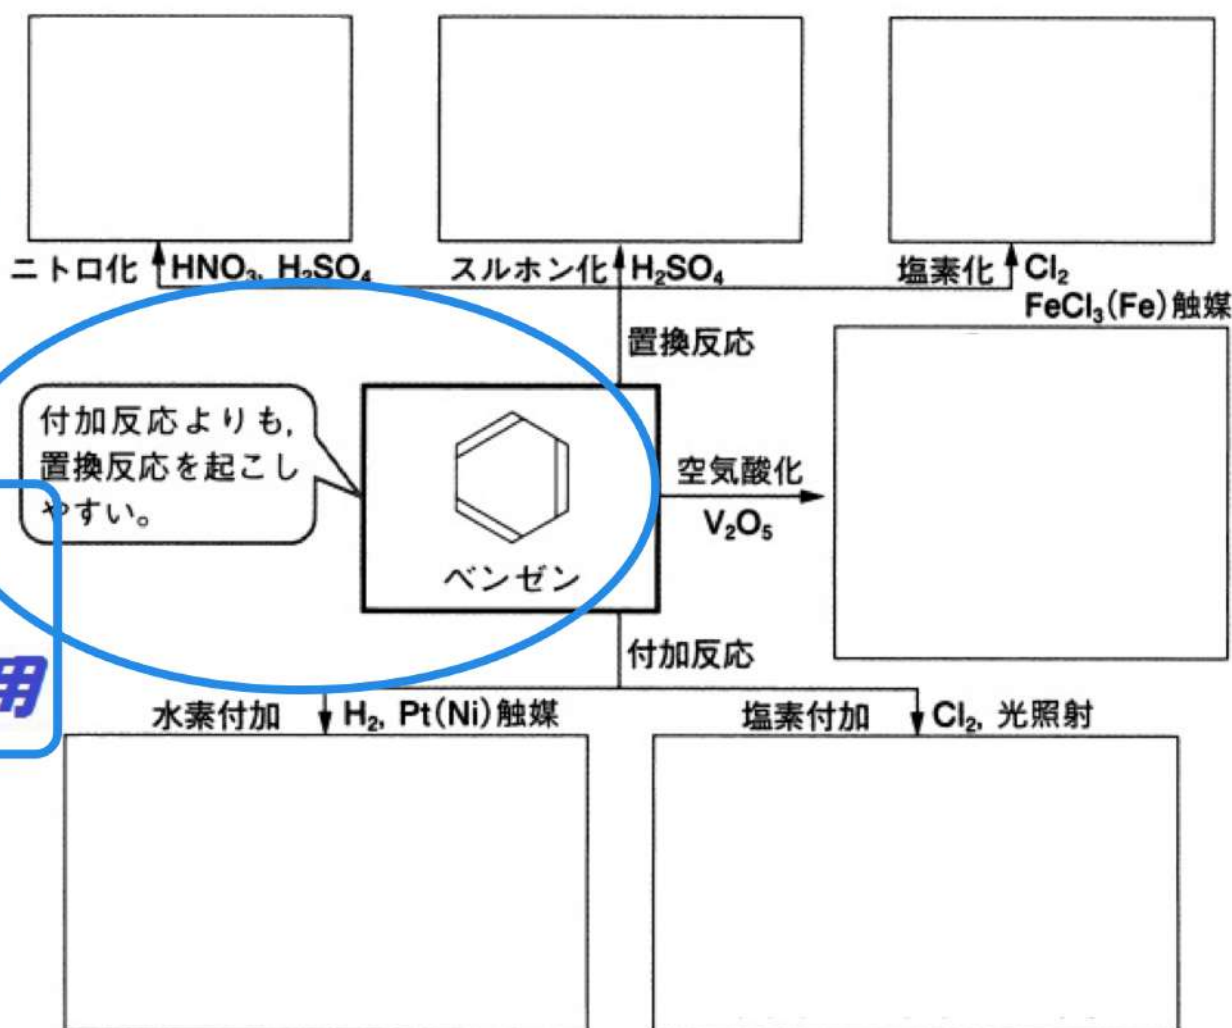 ニトロ化 HNO₃, H₂SO₄
スルホン化 H₂SO₄
塩素化 Cl₂
FeCl₃(Fe)触媒
置換反応
付加反応よりも,
置換反応を起こし
やすい。
ベンゼン
空気酸化
V₂O₅
用
付加反応
水素付加 H₂, Pt(Ni)触媒
塩素付加 Cl₂, 光照射